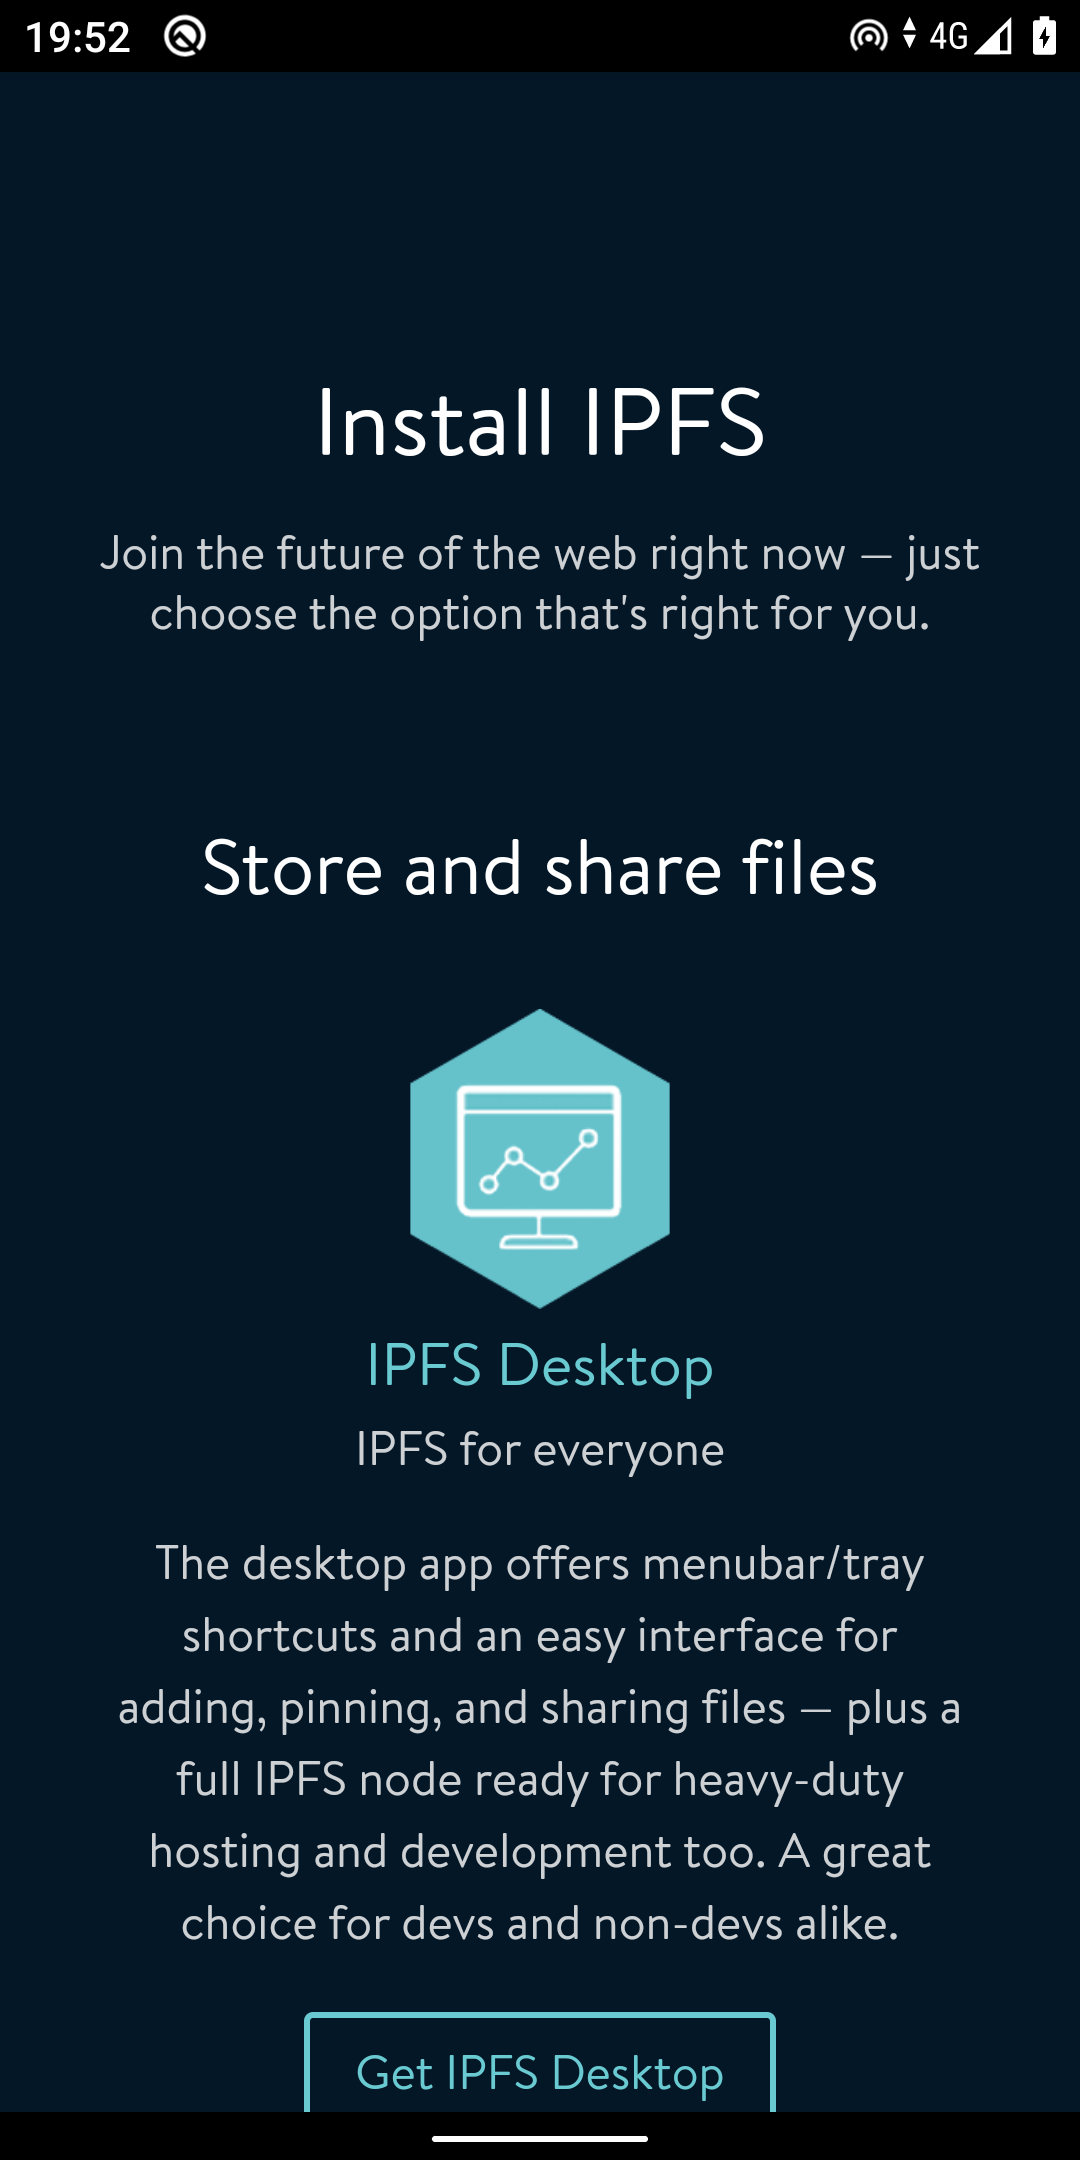 19:52
4G
Install IPFS
Join the future of the web right now — just
choose the option that's right for you.
Store and share files
IPFS Desktop
IPFS for everyone
The desktop app offers menubar/tray
shortcuts and an easy interface for
adding, pinning, and sharing files — plus a
full IPFS node ready for heavy-duty
hosting and development too. A great
choice for devs and non-devs alike.
Get IPFS Desktop